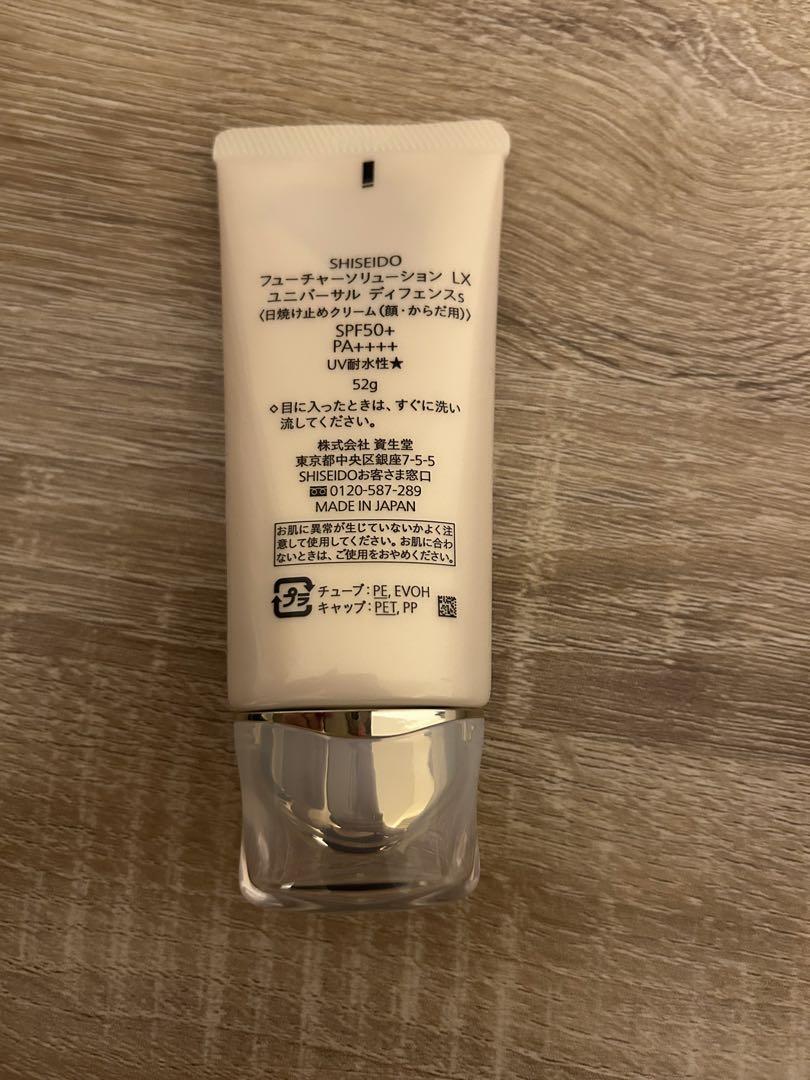 SHISEIDO
フューチャーソリューション LX
ユニバーサル ディフェンスs
〈日焼け止めクリーム(顔・からだ用)〉
SPF50+
PA++++
UV耐水性★
52g
◇目に入ったときは、すぐに洗い
流してください。
株式会社 資生堂
東京都中央区銀座7-5-5
SHISEIDOお客さま窓口
0120-587-289
MADE IN JAPAN
お肌に異常が生じていないかよく注
意して使用してください。お肌に合わ
ないときは、ご使用をおやめください。
プラ
チューブ:PE, EVOH
キャップ:PET, PP